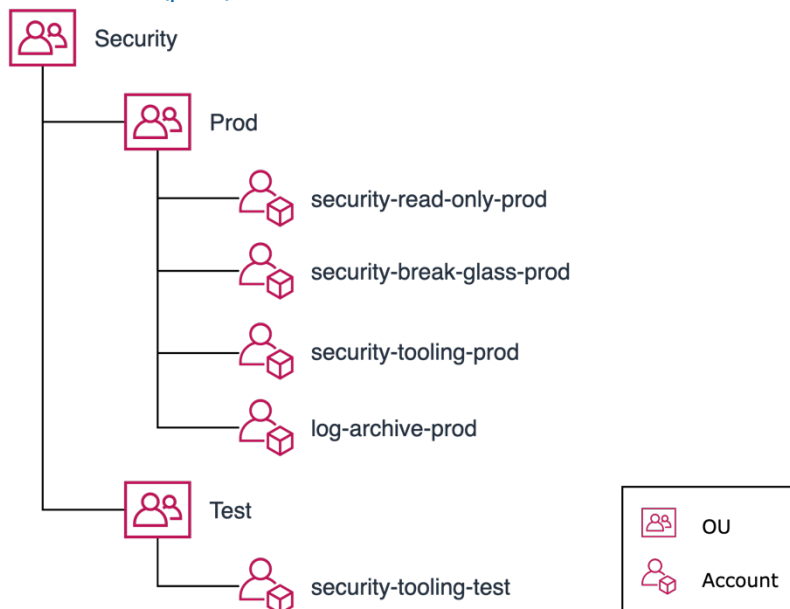 Security
Prod
security-read-only-prod
security-break-glass-prod
security-tooling-prod
log-archive-prod
Test
security-tooling-test
OU
Account